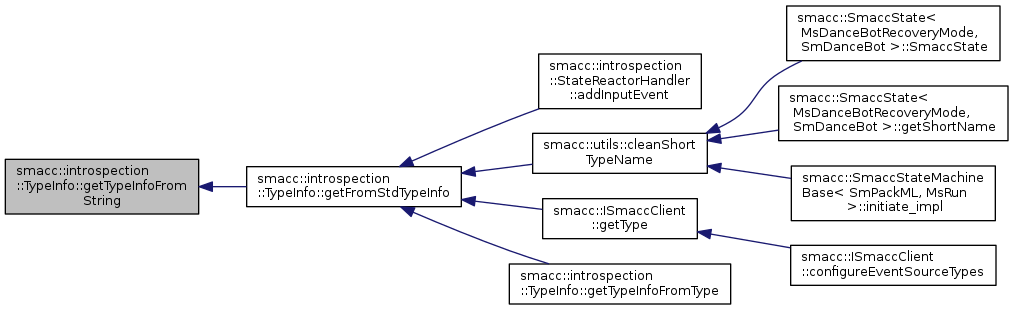 smacc::introspection
::TypeInfo::getTypeInfoFrom
String
smacc::introspection
::TypeInfo::getFromStdTypeInfo
smacc::introspection
::StateReactorHandler
::addInputEvent
smacc::utils::cleanShort
TypeName
smacc::ISmaccClient
::getType
smacc::introspection
::TypeInfo::getTypeInfoFromType
smacc::SmaccState<
MsDanceBotRecoveryMode,
SmDanceBot >::SmaccState
smacc::SmaccState<
MsDanceBotRecoveryMode,
SmDanceBot >::getShortName
smacc::SmaccStateMachine
Base< SmPackML, MsRun
>::initiate_impl
smacc::ISmaccClient
::configureEventSourceTypes